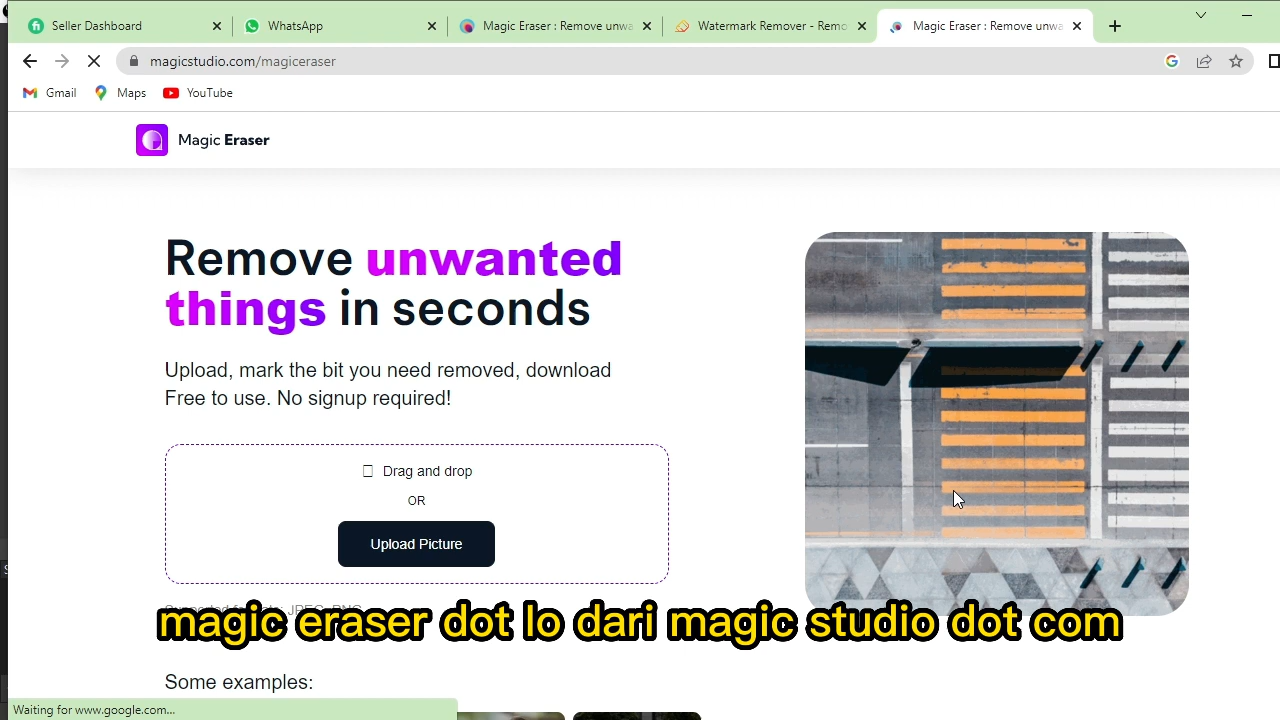 Seller Dashboard
WhatsApp
Magic Eraser : Remove unwa
Watermark Remover - Remo
Magic Eraser : Remove unwa
magicstudio.com/magiceraser
Gmail
Maps
YouTube
Magic Eraser
Remove unwanted
things in seconds
Upload, mark the bit you need removed, download
Free to use. No signup required!
Drag and drop
OR
Upload Picture
magic eraser dot lo dari magic studio dot com
Some examples:
Waiting for www.google.com...